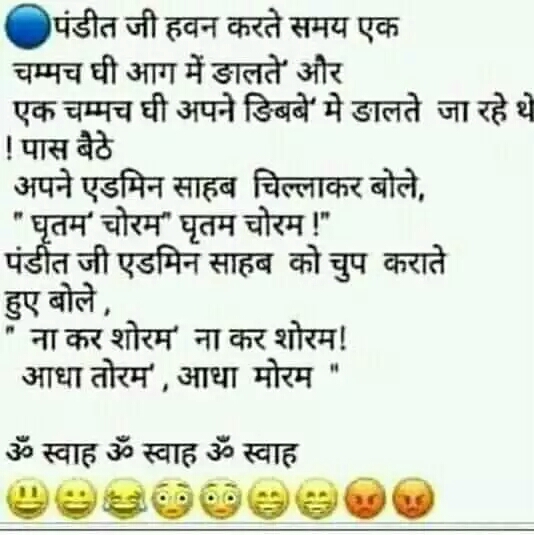 पंडीत जी हवन करते समय एक
चम्मच घी आग में ङालते' और
एक चम्मच घी अपने ङिबबे' मे ङालते जा रहे थे
! पास बैठे
अपने एडमिन साहब चिल्लाकर बोले,
" घृतम' चोरम" घृतम चोरम !"
पंडीत जी एडमिन साहब को चुप कराते
हुए बोले ,
" ना कर शोरम' ना कर शोरम!
आधा तोरम' , आधा मोरम "
ॐ स्वाह ॐ स्वाह ॐ स्वाह